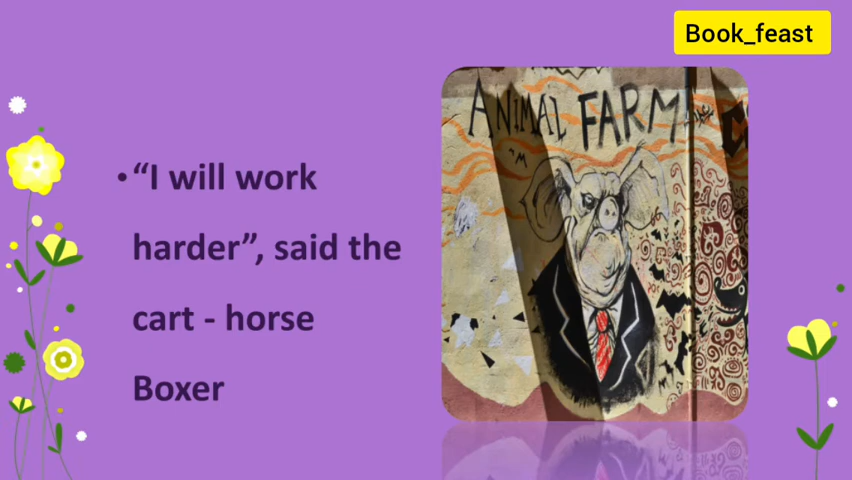 Book_feast
• “I will work
harder”, said the
cart - horse
Boxer
ANIMAL FARM